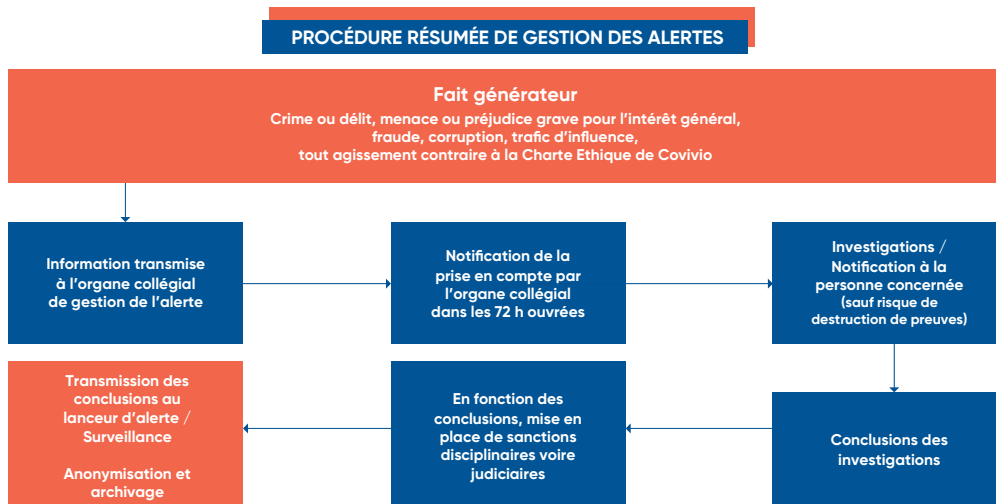 PROCÉDURE RÉSUMÉE DE GESTION DES ALERTES
Fait générateur
Crime ou délit, menace ou préjudice grave pour l'intérêt général,
fraude, corruption, trafic d'influence,
tout agissement contraire à la Charte Ethique de Covivio
Information transmise
à l'organe collégial
de gestion de l'alerte
Notification de la
prise en compte par
l'organe collégial
dans les 72 h ouvrées
Investigations /
Notification à la
personne concernée
(sauf risque de
destruction de preuves)
Conclusions des
investigations
En fonction des
conclusions, mise en
place de sanctions
disciplinaires voire
judiciaires
Transmission des
conclusions au
lanceur d'alerte /
Surveillance
Anonymisation et
archivage